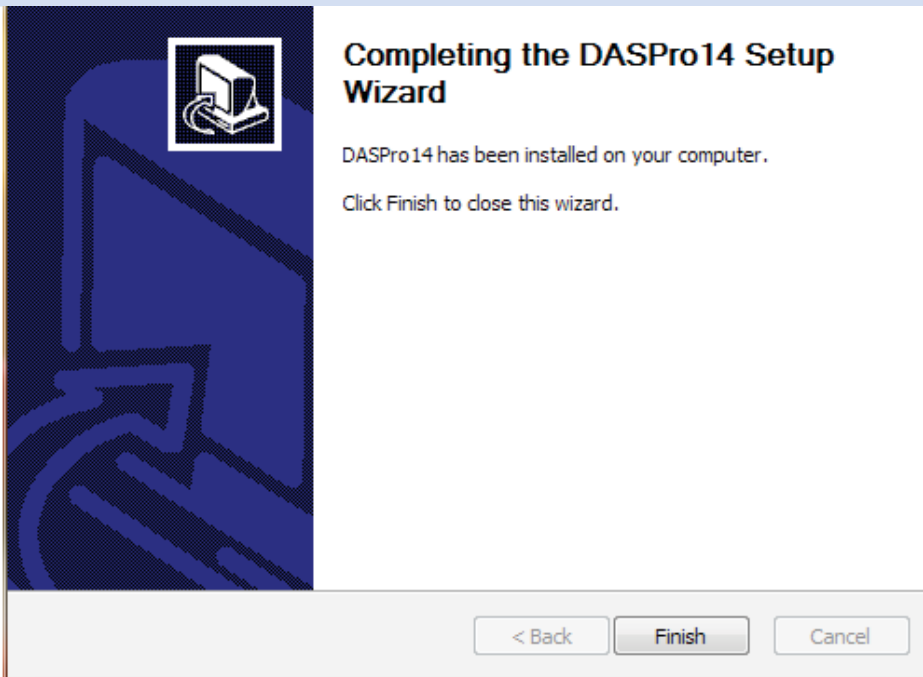 Completing the DASPro14 Setup
Wizard
DASPro14 has been installed on your computer.
Click Finish to close this wizard.
< Back
Finish
Cancel